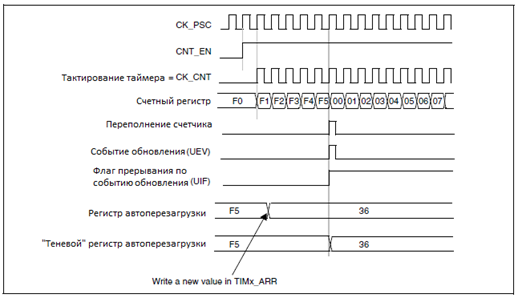 CK_PSC
CNT_EN
Тактирование таймера = CK_CNT
Счетный регистр F0 F1 F2 F3 F4 F5 00 01 02 03 04 05 06 07
Переполнение счетчика
Событие обновления (UEV)
Флаг прерывания по
событию обновления (UIF)
Регистр автоперезагрузки F5 36
"Теневой" регистр автоперезагрузки F5 36
Write a new value in TIMx_ARR